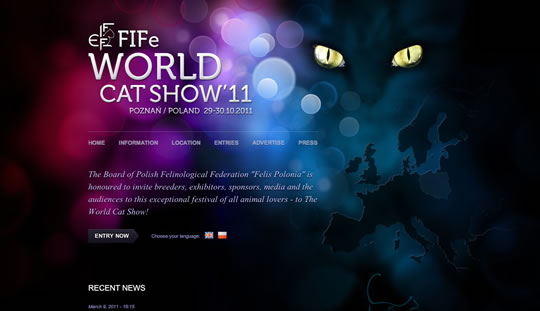 FIFe
WORLD
CAT SHOW'11
POZNAŃ / POLAND 29-30.10.2011
HOME INFORMATION LOCATION ENTRIES ADVERTISE PRESS
The Board of Polish Felinological Federation "Felis Polonia" is
honoured to invite breeders, exhibitors, sponsors, media and the
audiences to this exceptional festival of all animal lovers - to The
World Cat Show!
ENTRY NOW Choose your language:
RECENT NEWS
March 9, 2011 - 15:15